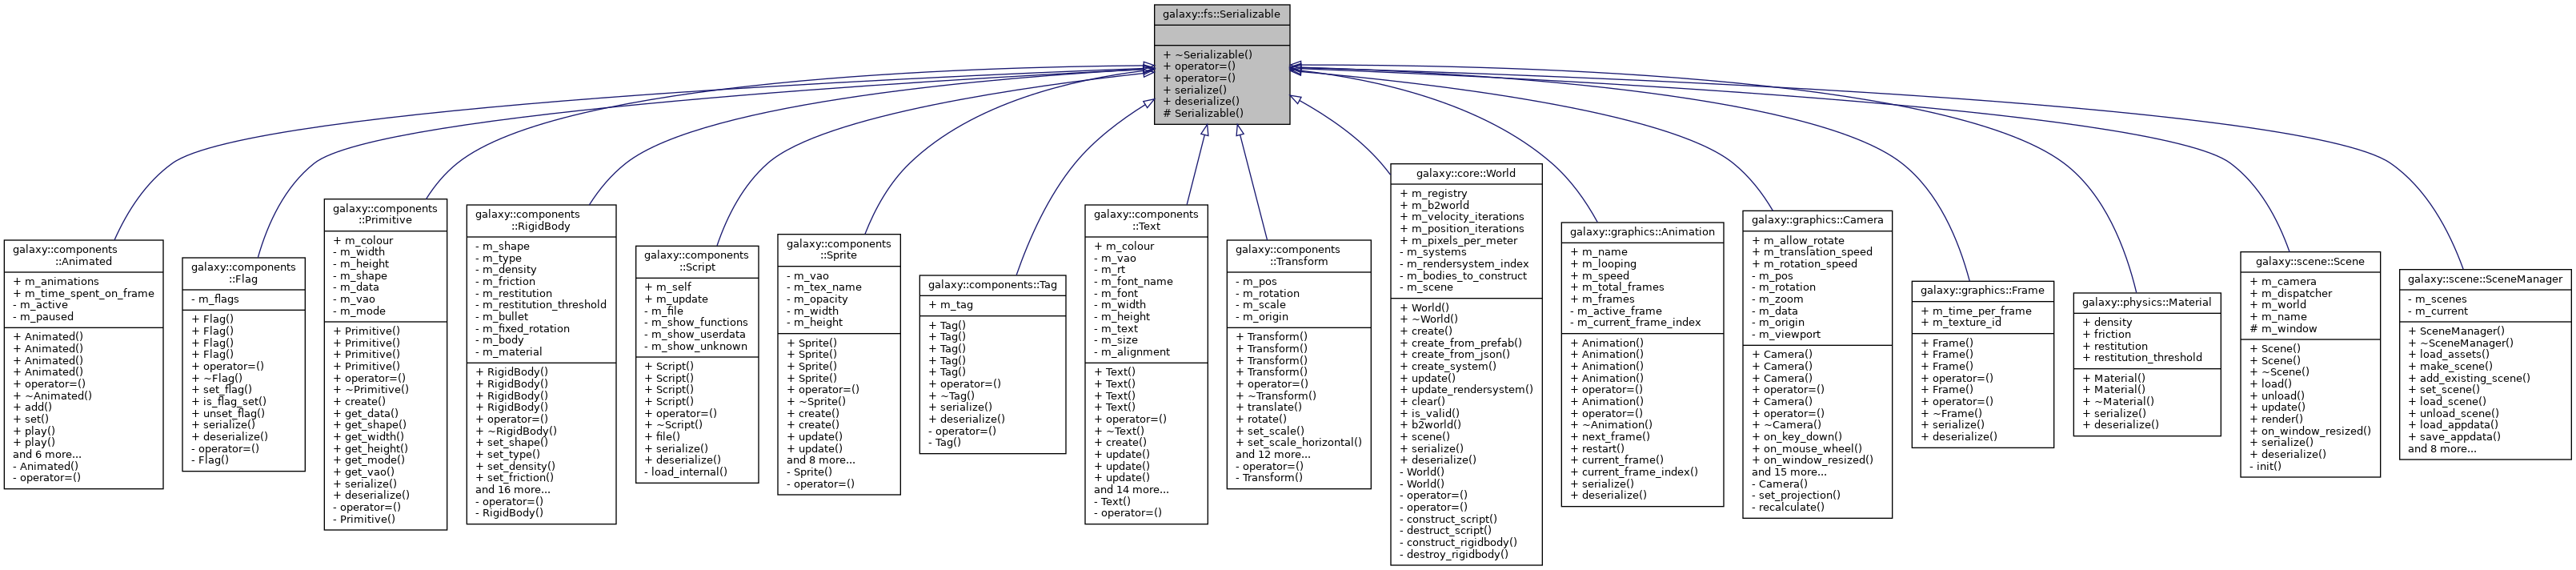 galaxy::fs::Serializable
+ ~Serializable()
+ operator=()
+ operator=()
+ serialize()
+ deserialize()
# Serializable()
galaxy::components
::Animated
+ m_animations
+ m_time_spent_on_frame
- m_active
- m_paused
+ Animated()
+ Animated()
+ Animated()
+ Animated()
+ operator=()
+ ~Animated()
+ add()
+ set()
+ play()
+ play()
and 6 more...
- Animated()
- operator=()
galaxy::components
::Flag
- m_flags
+ Flag()
+ Flag()
+ Flag()
+ Flag()
+ operator=()
+ ~Flag()
+ set_flag()
+ is_flag_set()
+ unset_flag()
+ serialize()
+ deserialize()
- operator=()
- Flag()
galaxy::components
::Primitive
+ m_colour
- m_width
- m_height
- m_shape
- m_data
- m_vao
- m_mode
+ Primitive()
+ Primitive()
+ Primitive()
+ Primitive()
+ operator=()
+ ~Primitive()
+ create()
+ get_data()
+ get_shape()
+ get_width()
+ get_height()
+ get_mode()
+ get_vao()
+ serialize()
+ deserialize()
- operator=()
- Primitive()
galaxy::components
::RigidBody
- m_shape
- m_type
- m_density
- m_friction
- m_restitution
- m_restitution_threshold
- m_bullet
- m_fixed_rotation
- m_body
- m_material
+ RigidBody()
+ RigidBody()
+ RigidBody()
+ RigidBody()
+ operator=()
+ ~RigidBody()
+ set_shape()
+ set_type()
+ set_density()
+ set_friction()
and 16 more...
- operator=()
- RigidBody()
galaxy::components
::Script
+ m_self
+ m_update
- m_file
- m_show_functions
- m_show_userdata
- m_show_unknown
+ Script()
+ Script()
+ Script()
+ Script()
+ operator=()
+ ~Script()
+ file()
+ serialize()
+ deserialize()
- load_internal()
galaxy::components
::Sprite
- m_vao
- m_tex_name
- m_opacity
- m_width
- m_height
+ Sprite()
+ Sprite()
+ Sprite()
+ Sprite()
+ operator=()
+ ~Sprite()
+ create()
+ create()
+ update()
+ update()
and 8 more...
- Sprite()
- operator=()
galaxy::components::Tag
+ m_tag
+ Tag()
+ Tag()
+ Tag()
+ Tag()
+ Tag()
+ operator=()
+ ~Tag()
+ serialize()
+ deserialize()
- operator=()
- Tag()
galaxy::components
::Text
+ m_colour
- m_vao
- m_rt
- m_font_name
- m_font
- m_width
- m_height
- m_text
- m_size
- m_alignment
+ Text()
+ Text()
+ Text()
+ Text()
+ operator=()
+ ~Text()
+ create()
+ update()
+ update()
+ update()
and 14 more...
- Text()
- operator=()
galaxy::components
::Transform
- m_pos
- m_rotation
- m_scale
- m_origin
+ Transform()
+ Transform()
+ Transform()
+ Transform()
+ operator=()
+ ~Transform()
+ translate()
+ rotate()
+ set_scale()
+ set_scale_horizontal()
and 12 more...
- operator=()
- Transform()
galaxy::core::World
+ m_registry
+ m_b2world
+ m_velocity_iterations
+ m_position_iterations
+ m_pixels_per_meter
- m_systems
- m_rendersystem_index
- m_bodies_to_construct
- m_scene
+ World()
+ ~World()
+ create()
+ create_from_prefab()
+ create_from_json()
+ create_system()
+ update()
+ update_rendersystem()
+ clear()
+ is_valid()
+ b2world()
+ scene()
+ serialize()
+ deserialize()
- World()
- World()
- operator=()
- operator=()
- construct_script()
- destruct_script()
- construct_rigidbody()
- destroy_rigidbody()
galaxy::graphics::Animation
+ m_name
+ m_looping
+ m_speed
+ m_total_frames
+ m_frames
- m_active_frame
- m_current_frame_index
+ Animation()
+ Animation()
+ Animation()
+ Animation()
+ operator=()
+ Animation()
+ operator=()
+ ~Animation()
+ next_frame()
+ restart()
+ current_frame()
+ current_frame_index()
+ serialize()
+ deserialize()
galaxy::graphics::Camera
+ m_allow_rotate
+ m_translation_speed
+ m_rotation_speed
- m_pos
- m_rotation
- m_zoom
- m_data
- m_origin
- m_viewport
+ Camera()
+ Camera()
+ Camera()
+ operator=()
+ Camera()
+ operator=()
+ ~Camera()
+ on_key_down()
+ on_mouse_wheel()
+ on_window_resized()
and 15 more...
- Camera()
- set_projection()
- recalculate()
galaxy::graphics::Frame
+ m_time_per_frame
+ m_texture_id
+ Frame()
+ Frame()
+ Frame()
+ operator=()
+ Frame()
+ operator=()
+ ~Frame()
+ serialize()
+ deserialize()
galaxy::physics::Material
+ density
+ friction
+ restitution
+ restitution_threshold
+ Material()
+ Material()
+ ~Material()
+ serialize()
+ deserialize()
galaxy::scene::Scene
+ m_camera
+ m_dispatcher
+ m_world
+ m_name
# m_window
+ Scene()
+ Scene()
+ ~Scene()
+ load()
+ unload()
+ update()
+ render()
+ on_window_resized()
+ serialize()
+ deserialize()
- init()
galaxy::scene::SceneManager
- m_scenes
- m_current
+ SceneManager()
+ ~SceneManager()
+ load_assets()
+ make_scene()
+ add_existing_scene()
+ set_scene()
+ load_scene()
+ unload_scene()
+ load_appdata()
+ save_appdata()
and 8 more...